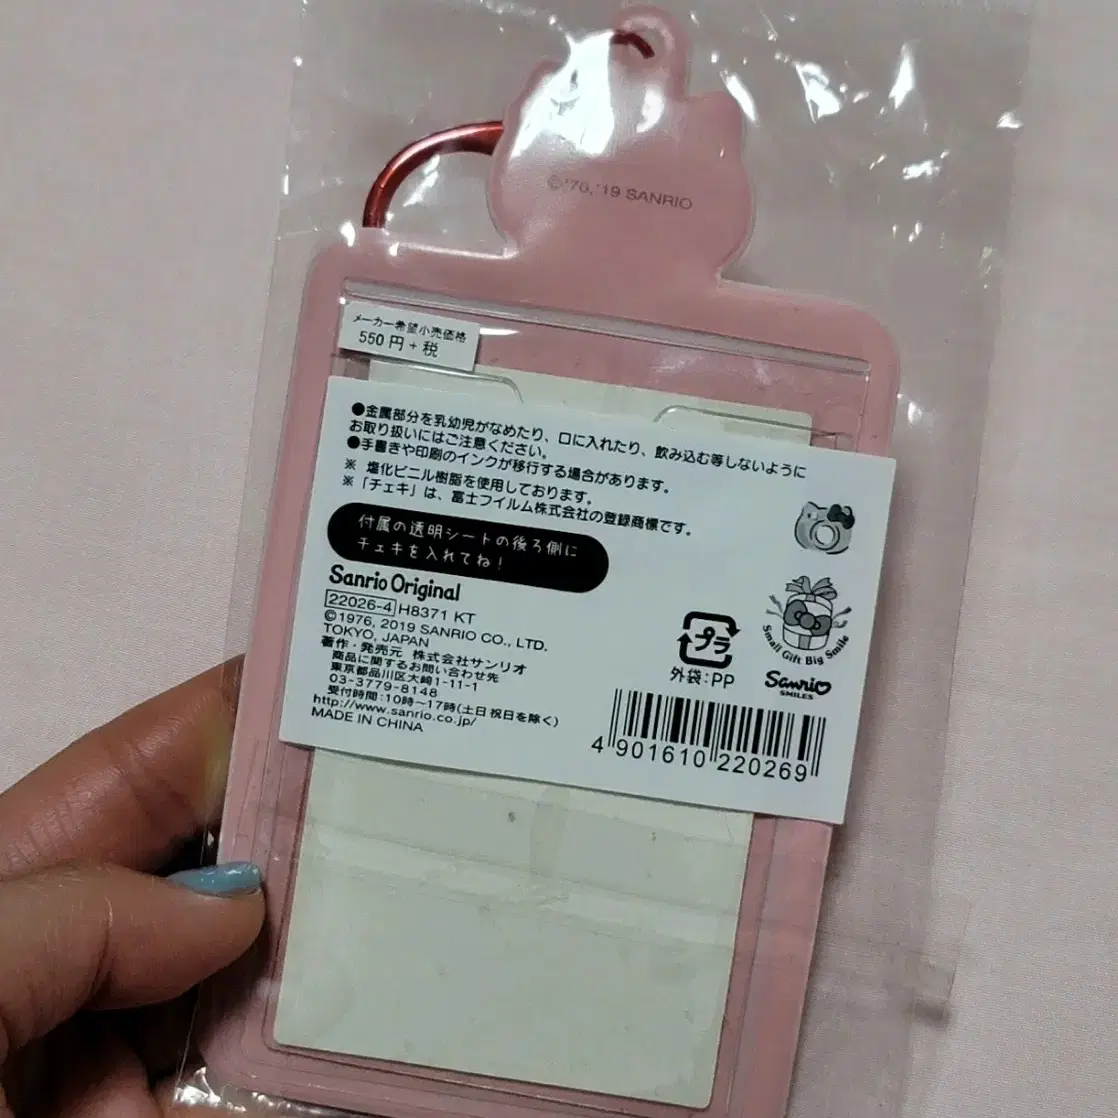 ©'76,'19 SANRIO
メーカー希望小売価格
550円+税
●金属部分を乳幼児がなめたり、口に入れたり、飲み込む等しないように
お取り扱いにはご注意ください。
●手書きや印刷のインクが移行する場合があります。
※ 塩化ビニル樹脂を使用しております。
※「チェキ」は、富士フイルム株式会社の登録商標です。
付属の透明シートの後ろ側に
チェキを入れてね!
Sanrio Original
22026-4 H8371 KT
©1976, 2019 SANRIO CO., LTD.
TOKYO, JAPAN
著作・発売元 株式会社サンリオ
商品に関するお問い合わせ先
東京都品川区大崎1-11-1
03-3779-8148
受付時間:10時〜17時(土日祝日を除く)
http://www.sanrio.co.jp/
MADE IN CHINA
プラ
外袋:PP
Small Gift Big Smile
Sanrio
SMILES
4 901610 220269